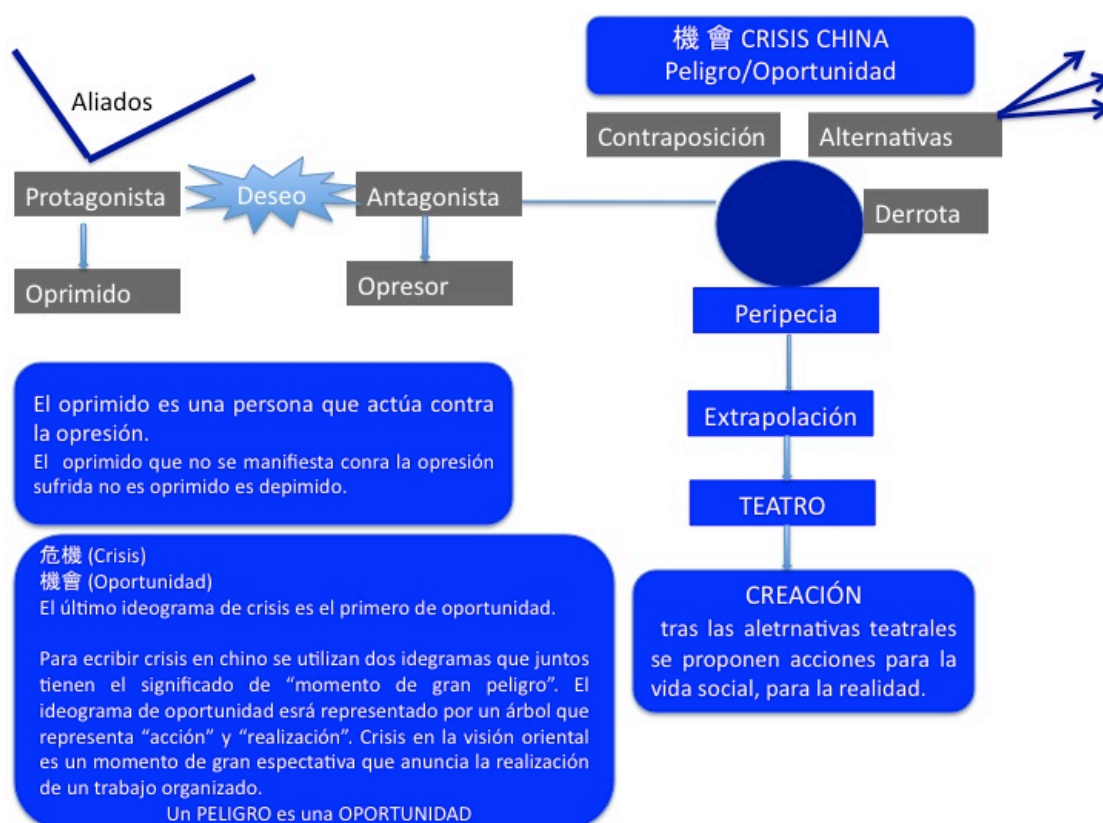 機 會 CRISIS CHINA
Peligro/Oportunidad
Aliados
Contraposición
Alternativas
Protagonista
Deseo
Antagonista
Derrota
Oprimido
Opresor
Peripecia
Extrapolación
TEATRO
CREACIÓN
tras las aletrnativas teatrales
se proponen acciones para la
vida social, para la realidad.
El oprimido es una persona que actúa contra
la opresión.
El oprimido que no se manifiesta conra la opresión
sufrida no es oprimido es depimido.
危機 (Crisis)
機會 (Oportunidad)
El último ideograma de crisis es el primero de oportunidad.
Para ecribir crisis en chino se utilizan dos idegramas que juntos
tienen el significado de “momento de gran peligro”. El
ideograma de oportunidad esrá representado por un árbol que
representa “acción” y “realización”. Crisis en la visión oriental
es un momento de gran espectativa que anuncia la realización
de un trabajo organizado.
Un PELIGRO es una OPORTUNIDAD